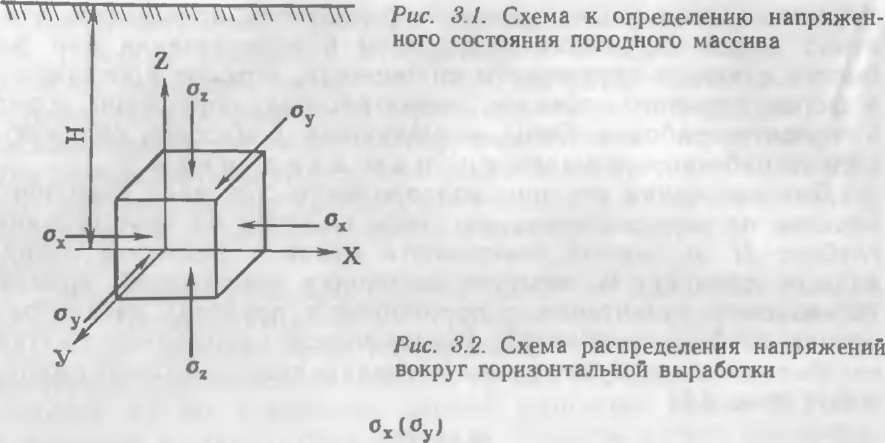 Рис. 3.1. Схема к определению напряжен-
ного состояния породного массива
Z
σz
σy
H
σx
σx
X
σy
У
σz
Рис. 3.2. Схема распределения напряжений
вокруг горизонтальной выработки
σx(σy)